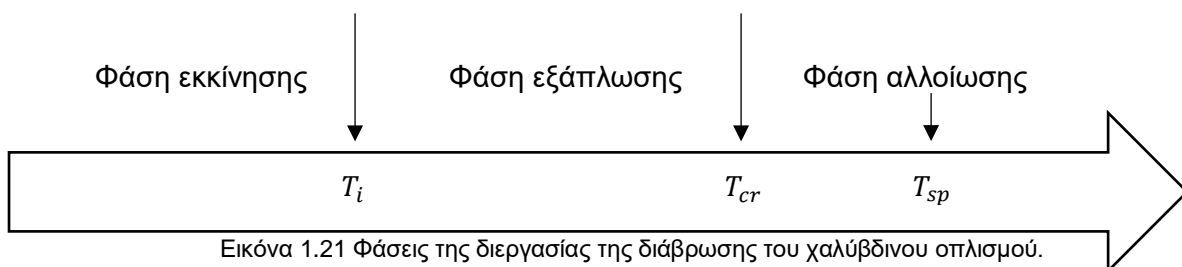 Φάση εκκίνησης Φάση εξάπλωσης Φάση αλλοίωσης
T_i T_cr T_sp
Εικόνα 1.21 Φάσεις της διεργασίας της διάβρωσης του χαλύβδινου οπλισμού.